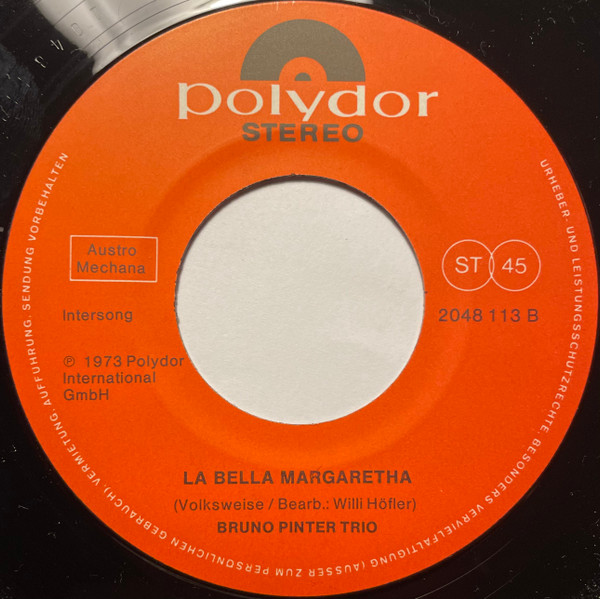 polydor
STEREO
Austro
Mechana
ST 45
Intersong
2048 113 B
℗ 1973 Polydor
International
GmbH
LA BELLA MARGARETHA
(Volksweise / Bearb.: Willi Höfler)
BRUNO PINTER TRIO
URHEBER- UND LEISTUNGSSCHUTZRECHTE, BESONDERS VERVIELFÄLTIGUNG (AUSSER ZUM PERSÖNLICHEN GEBRAUCH), VERMIETUNG, AUFFÜHRUNG, SENDUNG VORBEHALTEN